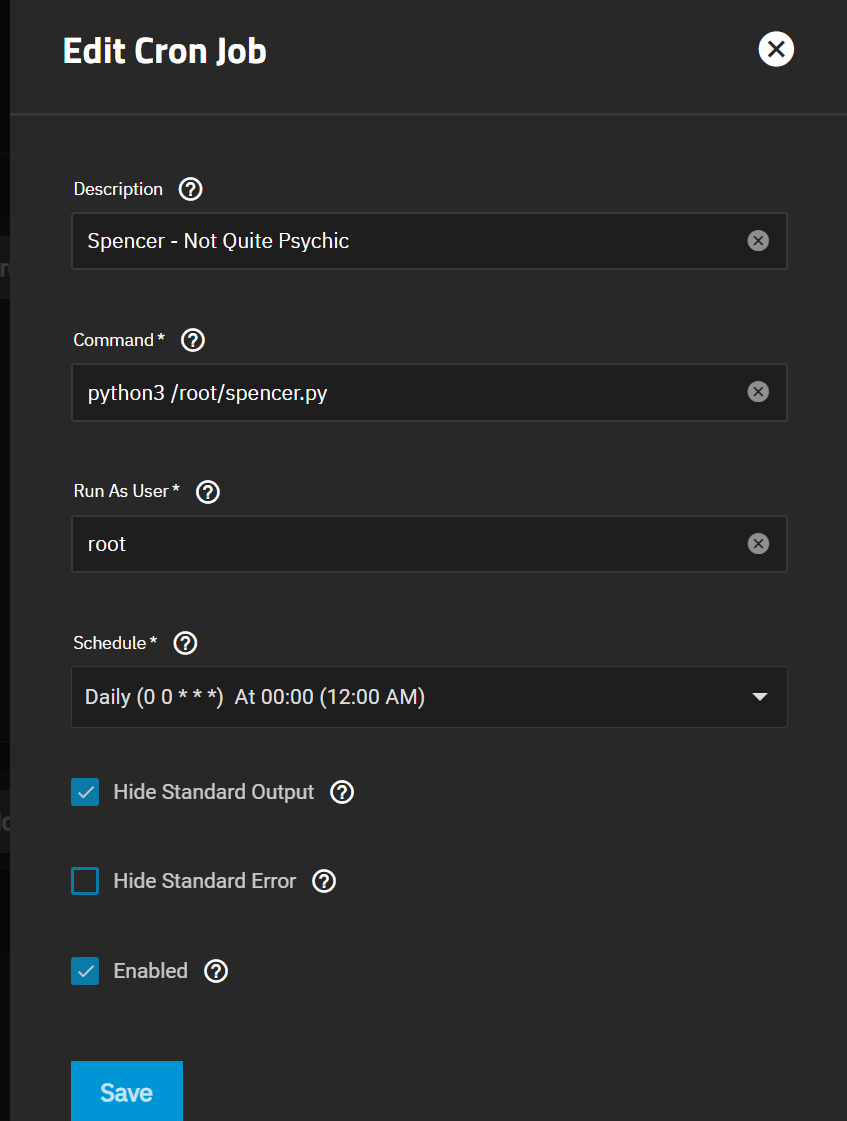 Edit Cron Job
Description
Spencer - Not Quite Psychic
Command *
python3 /root/spencer.py
Run As User *
root
Schedule *
Daily (0 0 * * *) At 00:00 (12:00 AM)
Hide Standard Output
Hide Standard Error
Enabled
Save